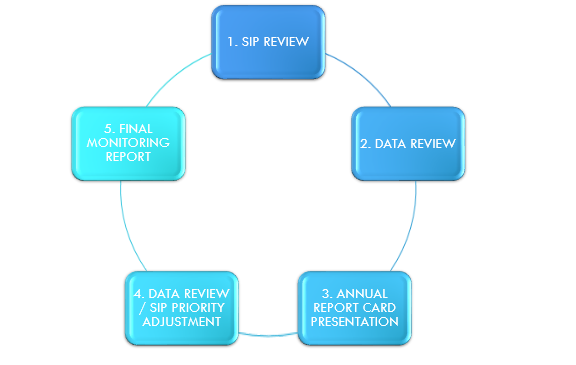 1. SIP REVIEW
2. DATA REVIEW
3. ANNUAL
REPORT CARD
PRESENTATION
4. DATA REVIEW
/ SIP PRIORITY
ADJUSTMENT
5. FINAL
MONITORING
REPORT